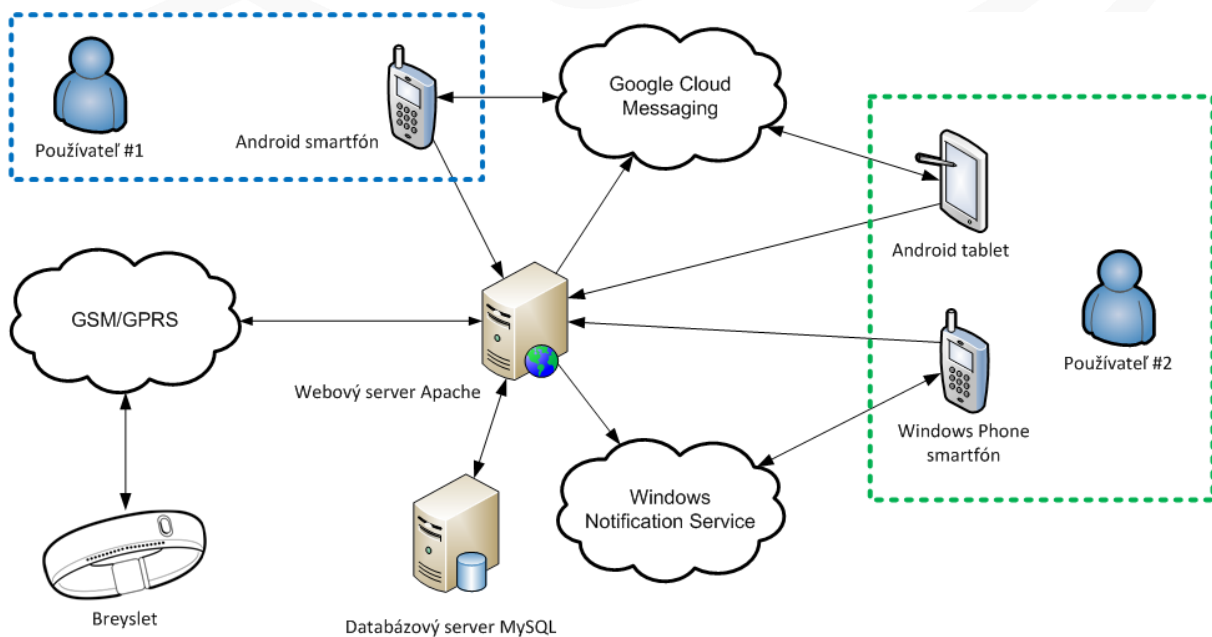 Google Cloud
Messaging
Používateľ #1
Android smartfón
Android tablet
GSM/GPRS
Používateľ #2
Webový server Apache
Windows Phone
smartfón
Windows
Notification Service
Breyslet
Databázový server MySQL